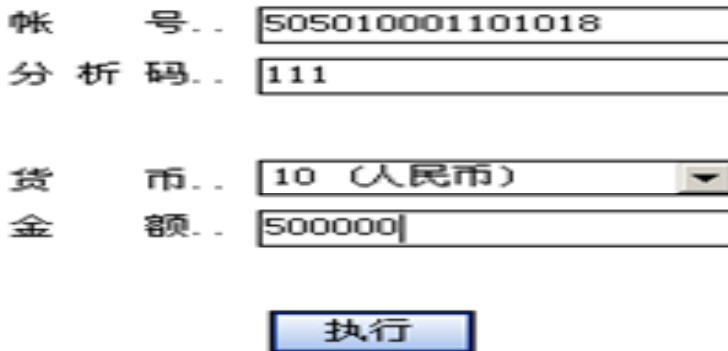 帐 号.. 505010001101018
分 析 码.. 111
货 币.. 10 (人民币)
金 额.. 500000
执行